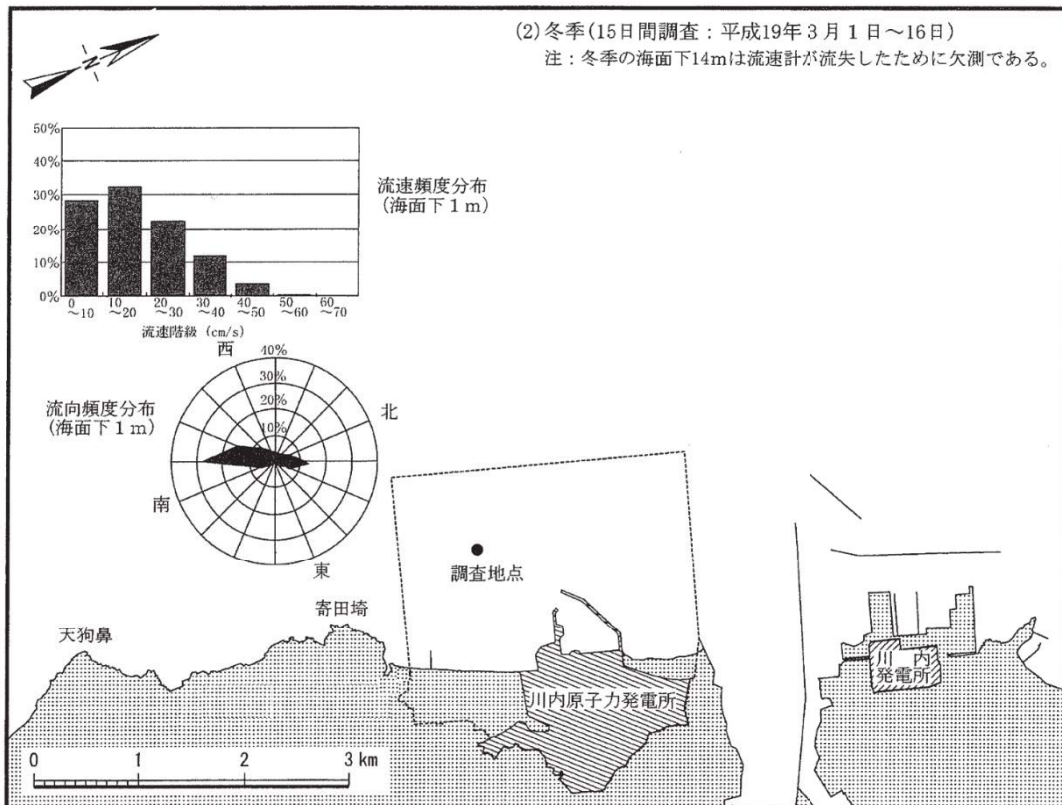 (2)冬季(15日間調査：平成19年3月1日～16日)
注：冬季の海面下14mは流速計が流失したために欠測である。
N
50%
40%
30%
20%
10%
0%
0
～10
10
～20
20
～30
30
～40
40
～50
50
～60
60
～70
流速階級 (cm/s)
流速頻度分布
(海面下1m)
西
40%
30%
20%
10%
北
流向頻度分布
(海面下1m)
南
東
調査地点
寄田埼
天狗鼻
川内
発電所
川内原子力発電所
0 1 2 3 km